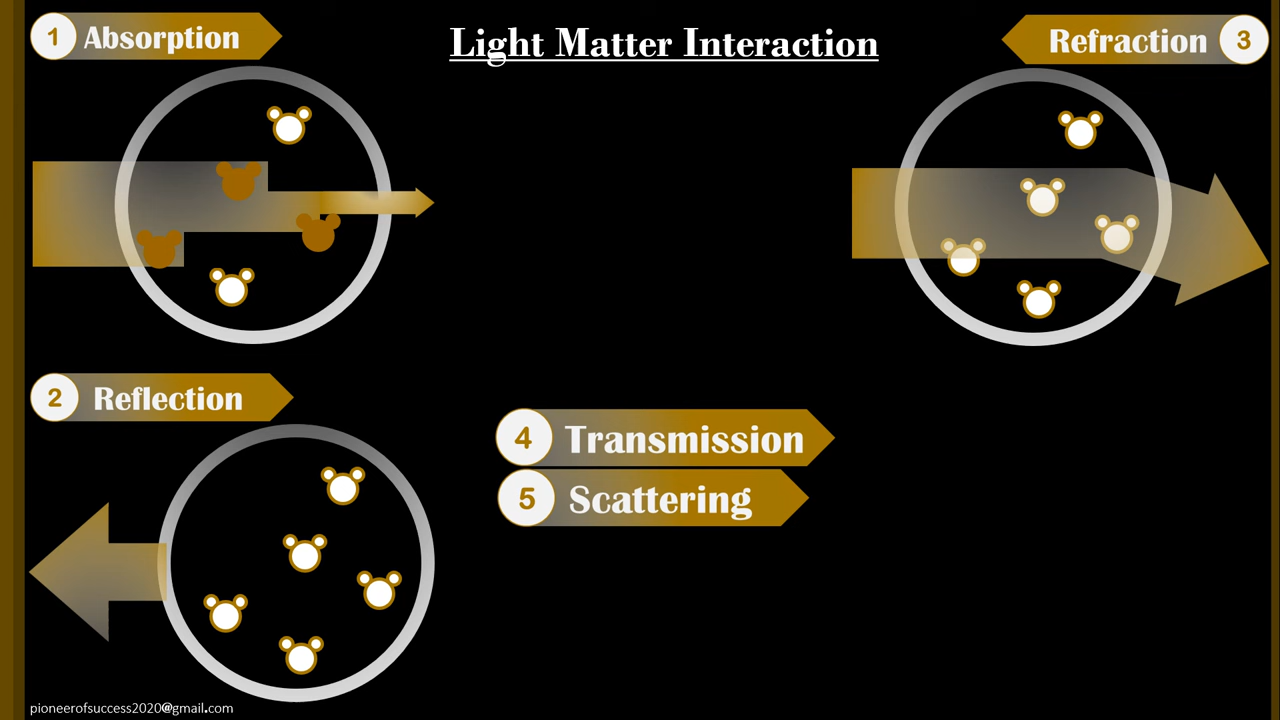 Light Matter Interaction
1 Absorption
Refraction 3
2 Reflection
4 Transmission
5 Scattering
pioneerofsuccess2020@gmail.com